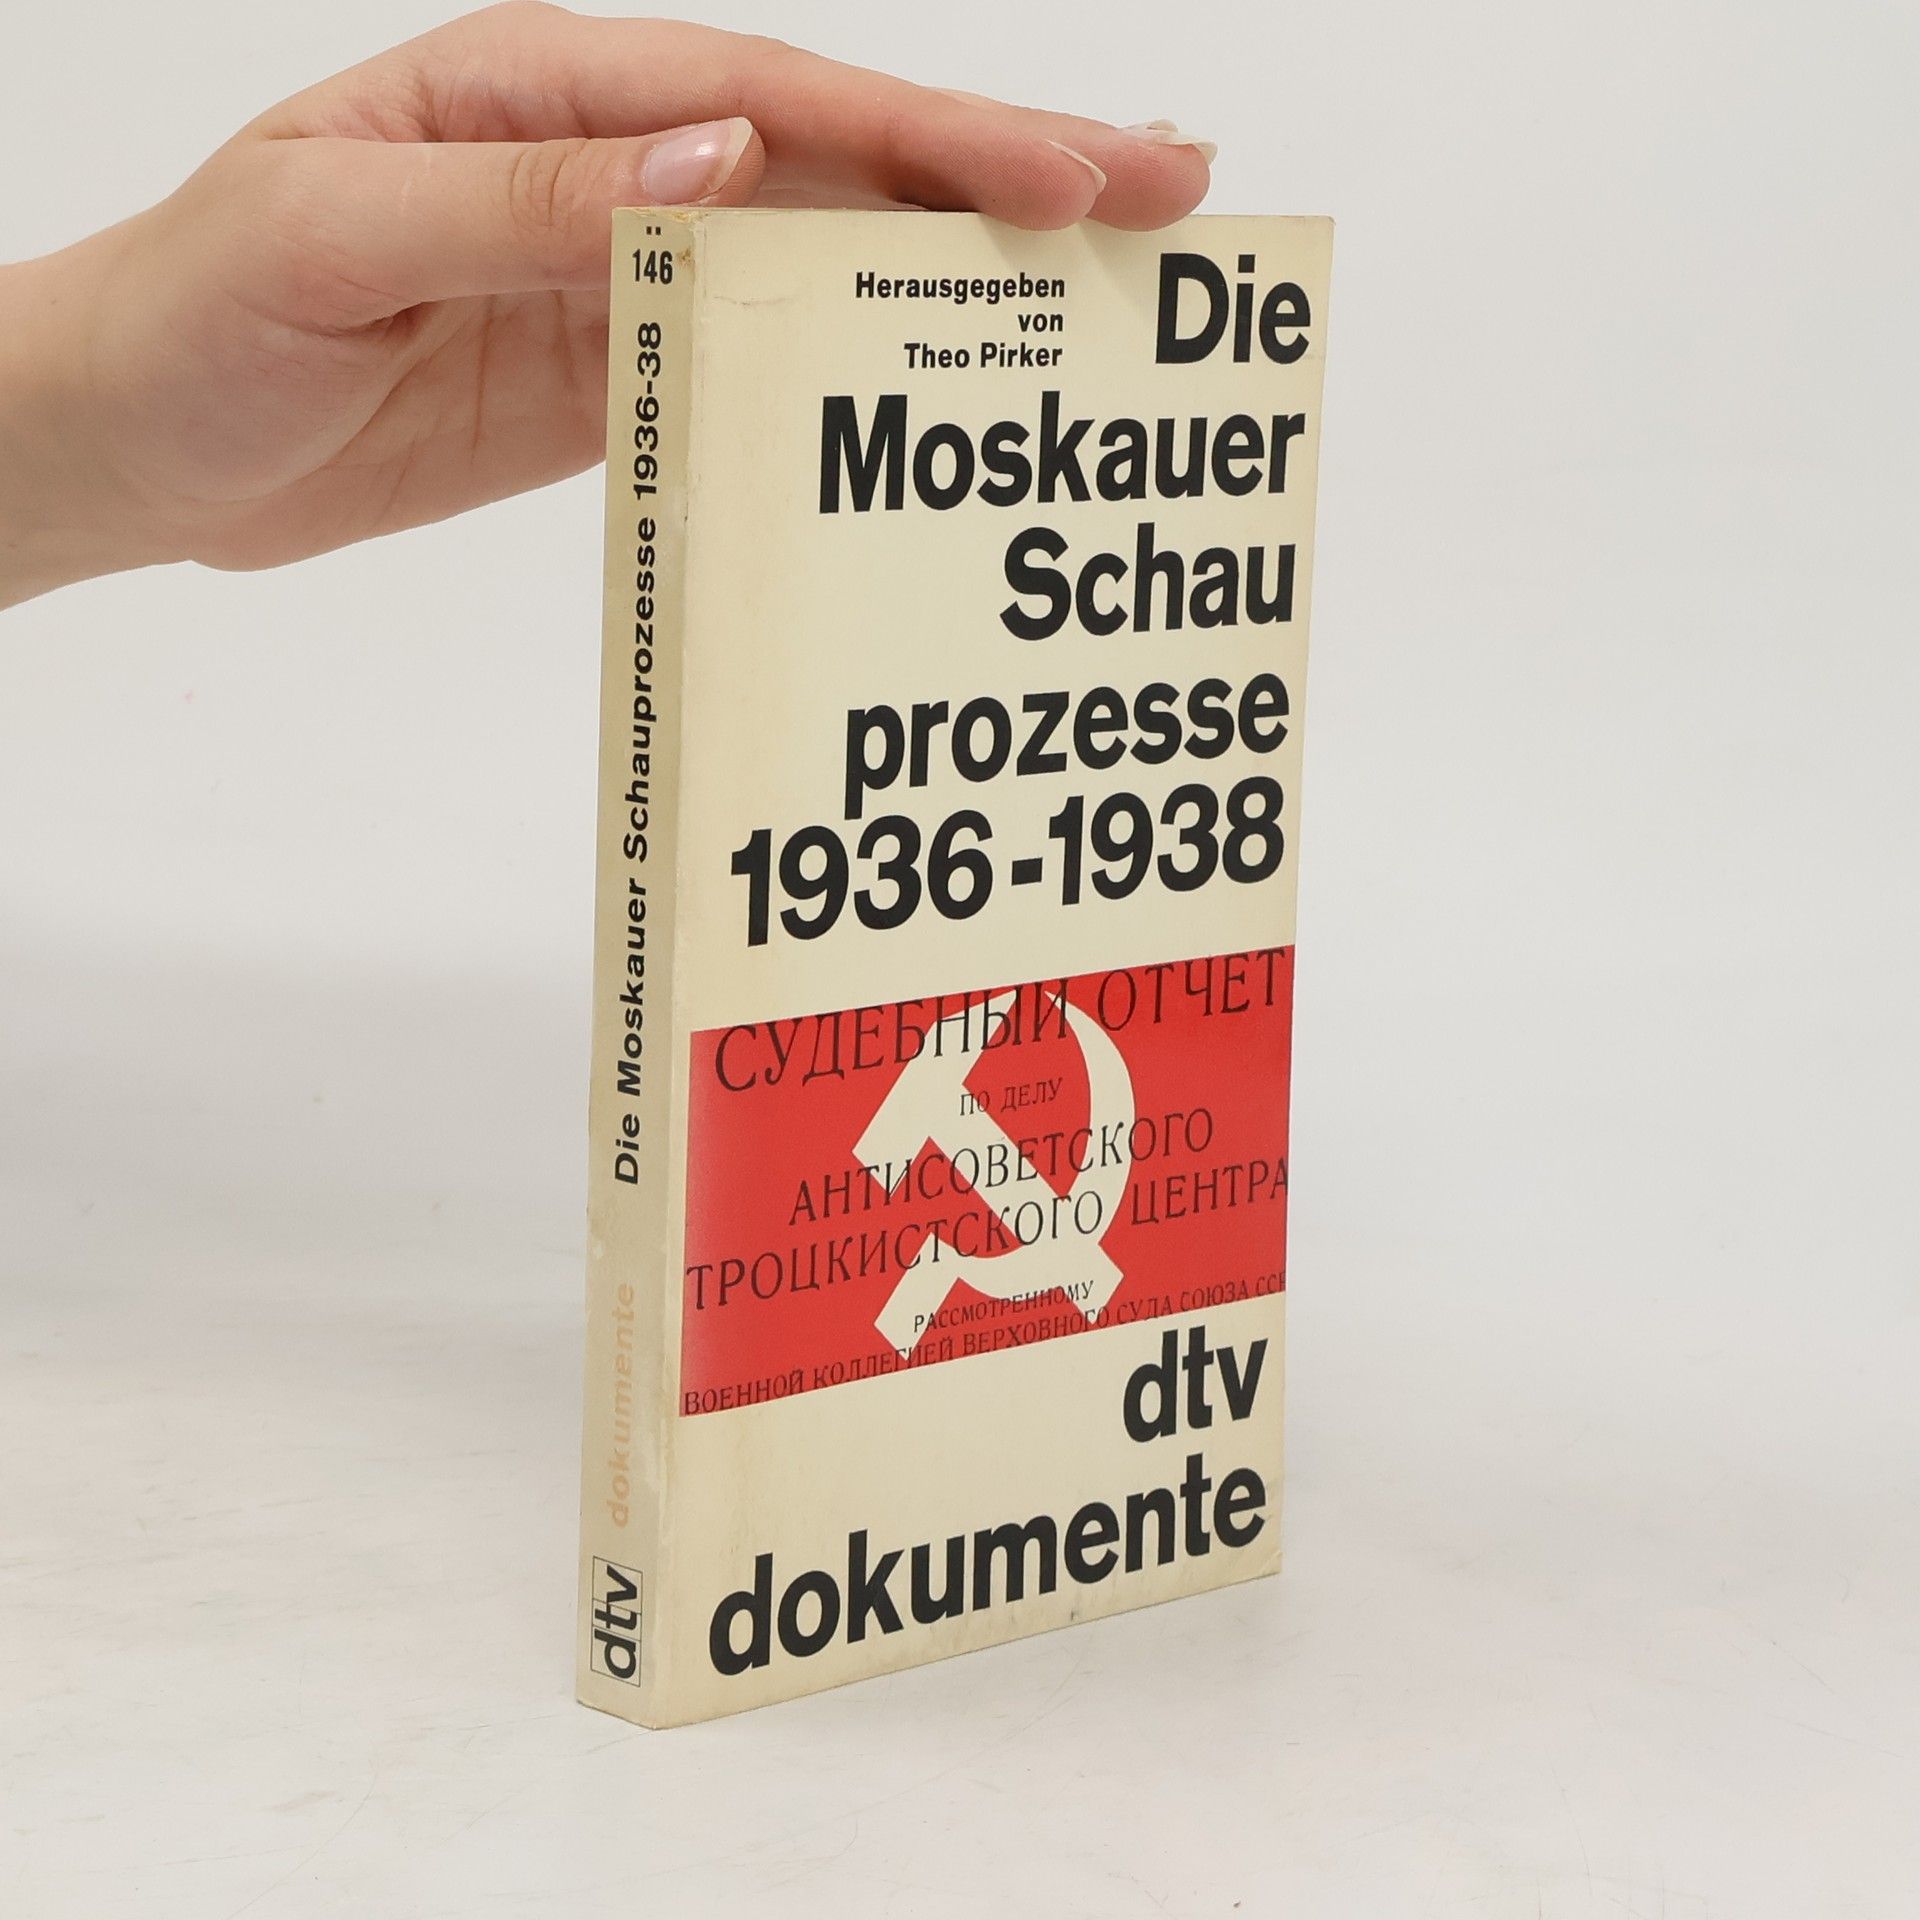 146
Die Moskauer Schauprozesse 1936-38
dokumente
dtv
Herausgegeben
von
Theo Pirker
Die
Moskauer
Schau
prozesse
1936-1938
СУДЕБНЫЙ ОТЧЕТ
ПО ДЕЛУ
АНТИСОВЕТСКОГО
ТРОЦКИСТСКОГО ЦЕНТРА
РАССМОТРЕННОМУ
ВОЕННОЙ КОЛЛЕГИЕЙ ВЕРХОВНОГО СУДА СОЮЗА ССР
dtv
dokumente